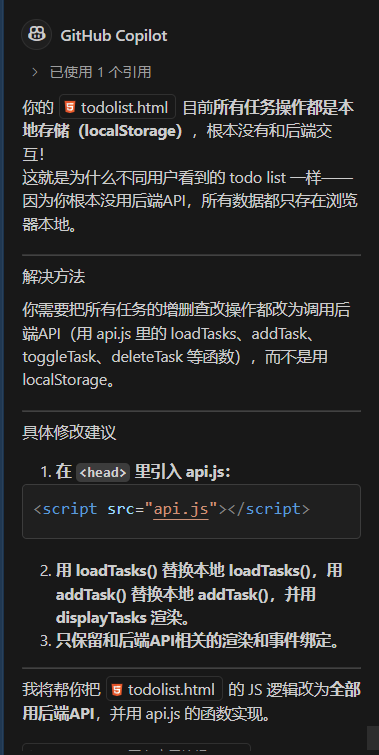 GitHub Copilot
已使用 1 个引用
你的 todolist.html 目前所有任务操作都是本
地存储（localStorage），根本没有和后端交
互！
这就是为什么不同用户看到的 todo list 一样——
因为你根本没用后端API，所有数据都只存在浏览
器本地。
解决方法
你需要把所有任务的增删查改操作都改为调用后
端API（用 api.js 里的 loadTasks、addTask、
toggleTask、deleteTask 等函数），而不是用
localStorage。
具体修改建议
1. 在 <head> 里引入 api.js：
<script src="api.js"></script>
2. 用 loadTasks() 替换本地 loadTasks()，用
addTask() 替换本地 addTask()，并用
displayTasks 渲染。
3. 只保留和后端API相关的渲染和事件绑定。
我将帮你把 todolist.html 的 JS 逻辑改为全部
用后端API，并用 api.js 的函数实现。